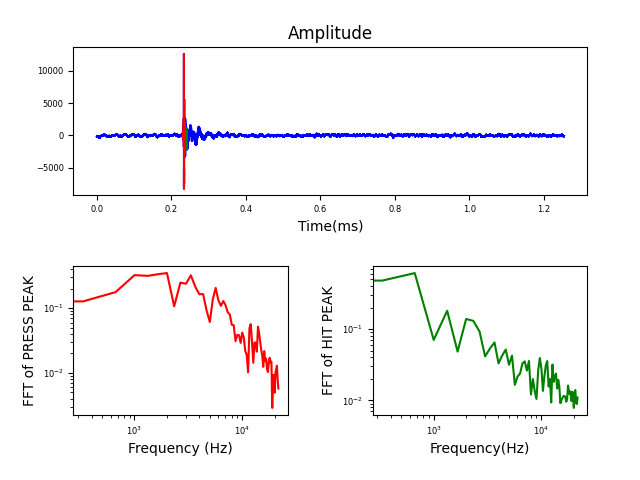 Amplitude
10000
5000
0
−5000
0.0 0.2 0.4 0.6 0.8 1.0 1.2
Time(ms)
FFT of PRESS PEAK
10⁻¹
10⁻²
10³ 10⁴
Frequency (Hz)
FFT of HIT PEAK
10⁻¹
10⁻²
10³ 10⁴
Frequency(Hz)